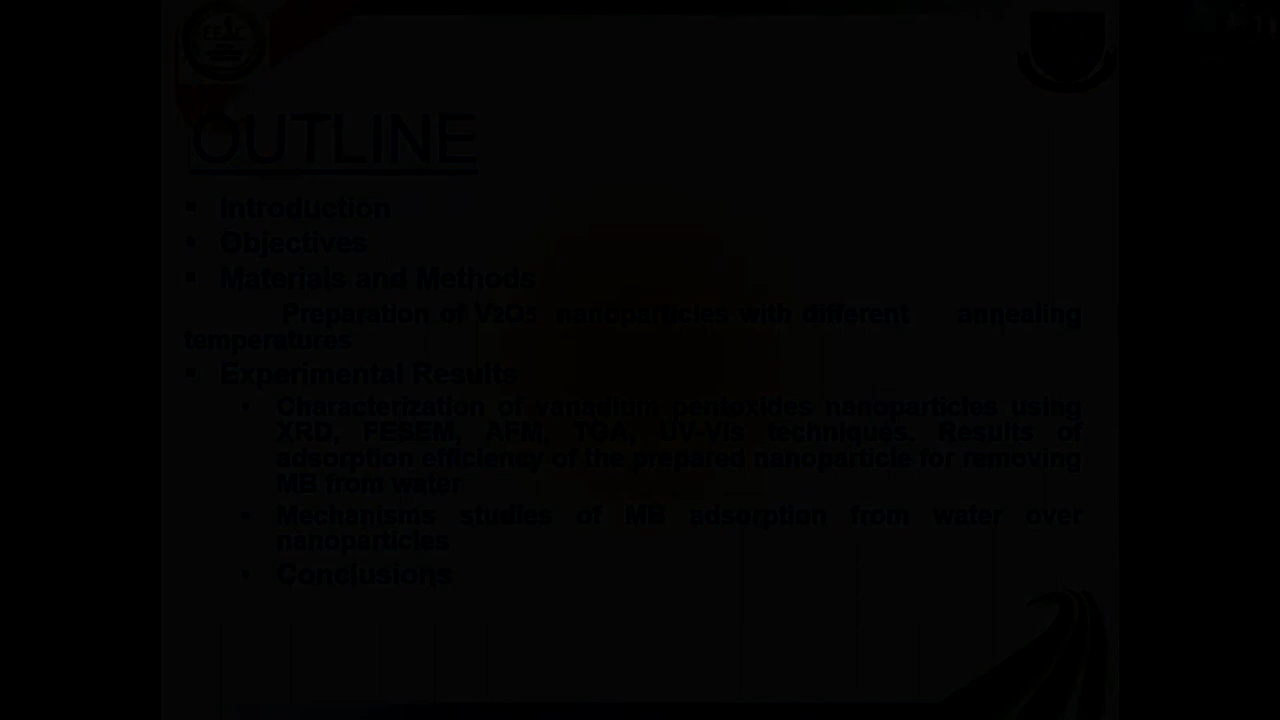 OUTLINE
▪ Introduction
▪ Objectives
▪ Materials and Methods
Preparation of V2O5 nanoparticles with different annealing
temperatures
▪ Experimental Results
• Characterization of vanadium pentoxides nanoparticles using
XRD, FESEM, AFM, TGA, UV-Vis techniques. Results of
adsorption efficiency of the prepared nanoparticle for removing
MB from water
• Mechanisms studies of MB adsorption from water over
nanoparticles
• Conclusions